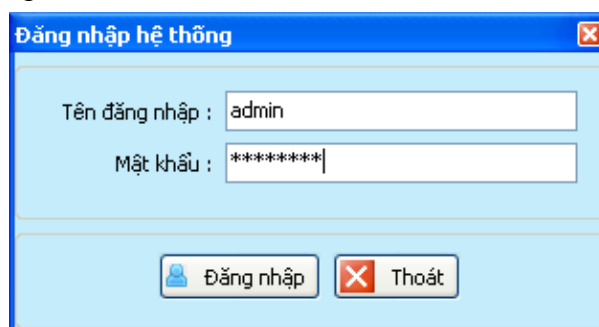 Đăng nhập hệ thống
Tên đăng nhập : admin
Mật khẩu : ********
Đăng nhập Thoát